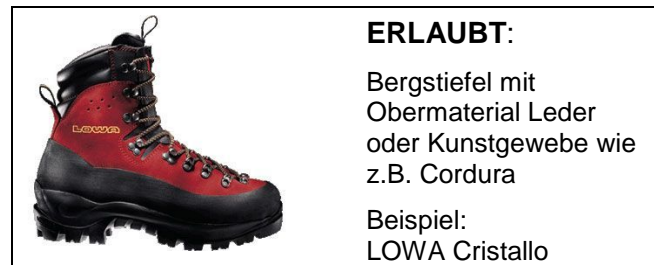 ERLAUBT:
Bergstiefel mit
Obermaterial Leder
oder Kunstgewebe wie
z.B. Cordura
Beispiel:
LOWA Cristallo
LOWA